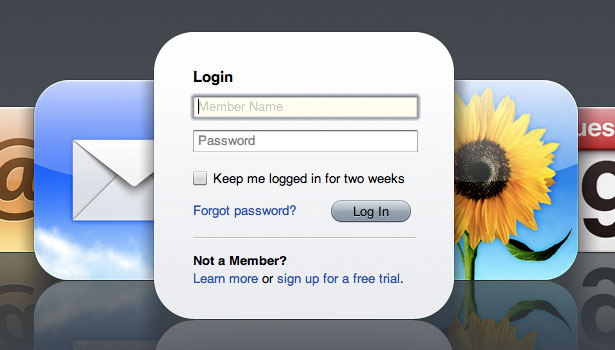 Login
Member Name
Password
Keep me logged in for two weeks
Forgot password?
Log In
Not a Member?
Learn more or sign up for a free trial.
@
ues
9